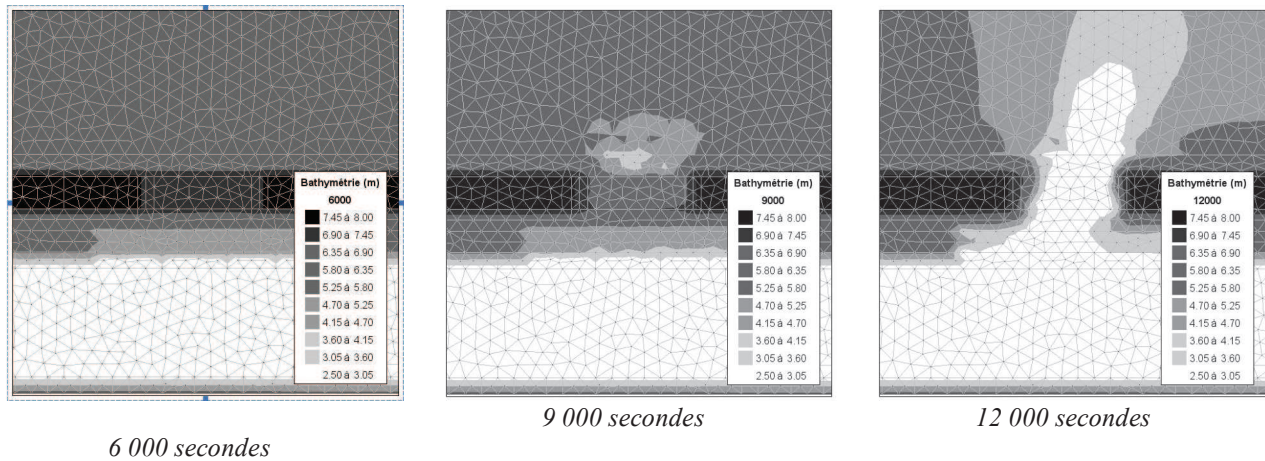 Bathymétrie (m)
6000
7.45 à 8.00
6.90 à 7.45
6.35 à 6.90
5.80 à 6.35
5.25 à 5.80
4.70 à 5.25
4.15 à 4.70
3.60 à 4.15
3.05 à 3.60
2.50 à 3.05
6 000 secondes
Bathymétrie (m)
9000
7.45 à 8.00
6.90 à 7.45
6.35 à 6.90
5.80 à 6.35
5.25 à 5.80
4.70 à 5.25
4.15 à 4.70
3.60 à 4.15
3.05 à 3.60
2.50 à 3.05
9 000 secondes
Bathymétrie (m)
12000
7.45 à 8.00
6.90 à 7.45
6.35 à 6.90
5.80 à 6.35
5.25 à 5.80
4.70 à 5.25
4.15 à 4.70
3.60 à 4.15
3.05 à 3.60
2.50 à 3.05
12 000 secondes